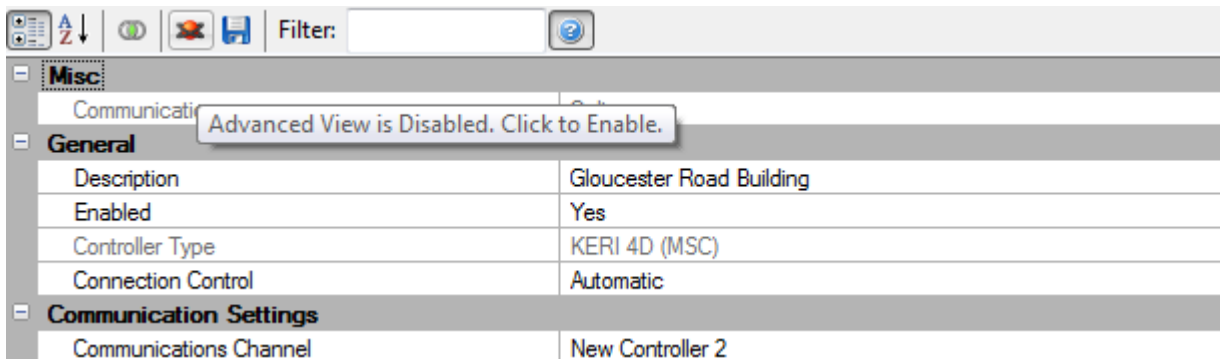 Filter:
Misc
Advanced View is Disabled. Click to Enable.
General
Description Gloucester Road Building
Enabled Yes
Controller Type KERI 4D (MSC)
Connection Control Automatic
Communication Settings
Communications Channel New Controller 2